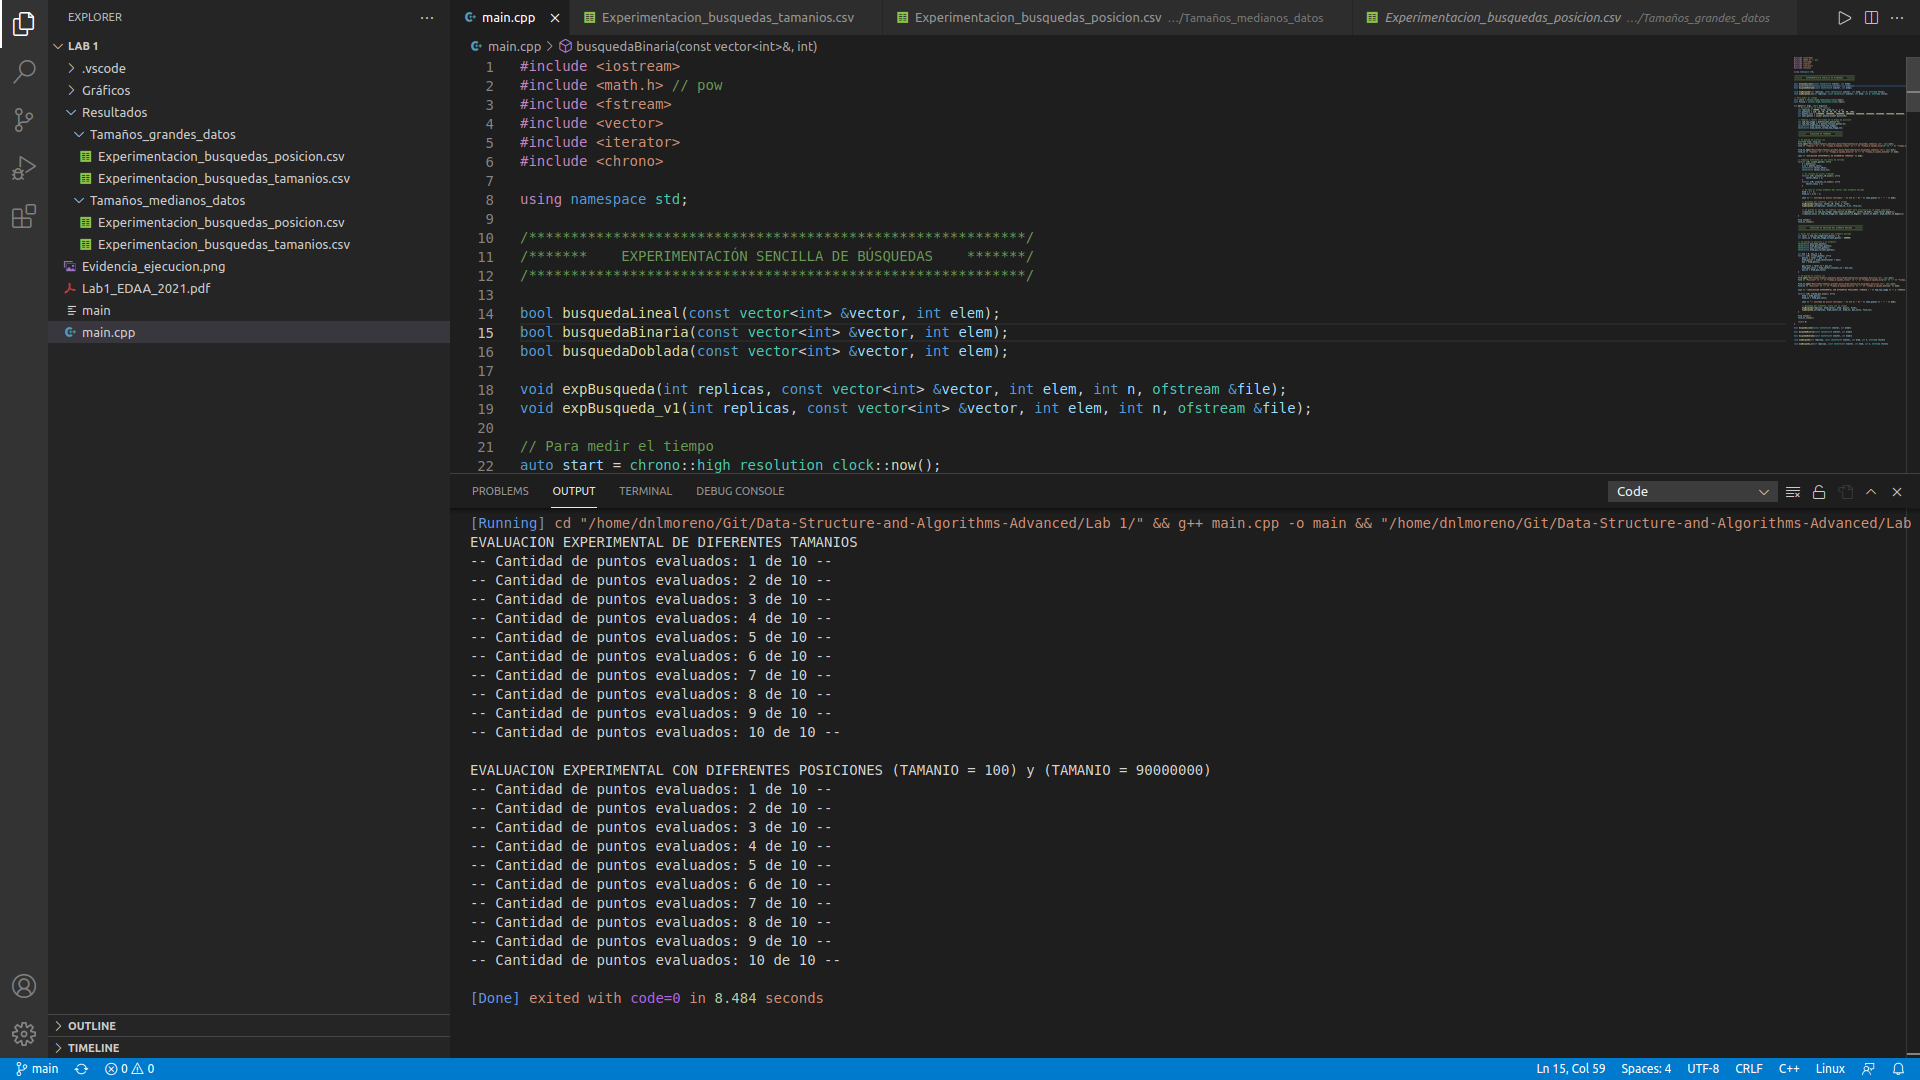 EXPLORER
LAB 1
.vscode
Gráficos
Resultados
Tamaños_grandes_datos
Experimentacion_busquedas_posicion.csv
Experimentacion_busquedas_tamanios.csv
Tamaños_medianos_datos
Experimentacion_busquedas_posicion.csv
Experimentacion_busquedas_tamanios.csv
Evidencia_ejecucion.png
Lab1_EDAA_2021.pdf
main
main.cpp
OUTLINE
TIMELINE
main.cpp
Experimentacion_busquedas_tamanios.csv
Experimentacion_busquedas_posicion.csv .../Tamaños_medianos_datos
Experimentacion_busquedas_posicion.csv .../Tamaños_grandes_datos
main.cpp > busquedaBinaria(const vector<int>&, int)
1 #include <iostream>
2 #include <math.h> // pow
3 #include <fstream>
4 #include <vector>
5 #include <iterator>
6 #include <chrono>
7
8 using namespace std;
9
10 /***********************************************************/
11 /*******    EXPERIMENTACIÓN SENCILLA DE BÚSQUEDAS    *******/
12 /***********************************************************/
13
14 bool busquedaLineal(const vector<int> &vector, int elem);
15 bool busquedaBinaria(const vector<int> &vector, int elem);
16 bool busquedaDoblada(const vector<int> &vector, int elem);
17
18 void expBusqueda(int replicas, const vector<int> &vector, int elem, int n, ofstream &file);
19 void expBusqueda_v1(int replicas, const vector<int> &vector, int elem, int n, ofstream &file);
20
21 // Para medir el tiempo
22 auto start = chrono::high_resolution_clock::now();
PROBLEMS OUTPUT TERMINAL DEBUG CONSOLE
Code
[Running] cd "/home/dnlmoreno/Git/Data-Structure-and-Algorithms-Advanced/Lab 1/" && g++ main.cpp -o main && "/home/dnlmoreno/Git/Data-Structure-and-Algorithms-Advanced/Lab
EVALUACION EXPERIMENTAL DE DIFERENTES TAMANIOS
-- Cantidad de puntos evaluados: 1 de 10 --
-- Cantidad de puntos evaluados: 2 de 10 --
-- Cantidad de puntos evaluados: 3 de 10 --
-- Cantidad de puntos evaluados: 4 de 10 --
-- Cantidad de puntos evaluados: 5 de 10 --
-- Cantidad de puntos evaluados: 6 de 10 --
-- Cantidad de puntos evaluados: 7 de 10 --
-- Cantidad de puntos evaluados: 8 de 10 --
-- Cantidad de puntos evaluados: 9 de 10 --
-- Cantidad de puntos evaluados: 10 de 10 --
EVALUACION EXPERIMENTAL CON DIFERENTES POSICIONES (TAMANIO = 100) y (TAMANIO = 90000000)
-- Cantidad de puntos evaluados: 1 de 10 --
-- Cantidad de puntos evaluados: 2 de 10 --
-- Cantidad de puntos evaluados: 3 de 10 --
-- Cantidad de puntos evaluados: 4 de 10 --
-- Cantidad de puntos evaluados: 5 de 10 --
-- Cantidad de puntos evaluados: 6 de 10 --
-- Cantidad de puntos evaluados: 7 de 10 --
-- Cantidad de puntos evaluados: 8 de 10 --
-- Cantidad de puntos evaluados: 9 de 10 --
-- Cantidad de puntos evaluados: 10 de 10 --
[Done] exited with code=0 in 8.484 seconds
main 0 0 Ln 15, Col 59 Spaces: 4 UTF-8 CRLF C++ Linux